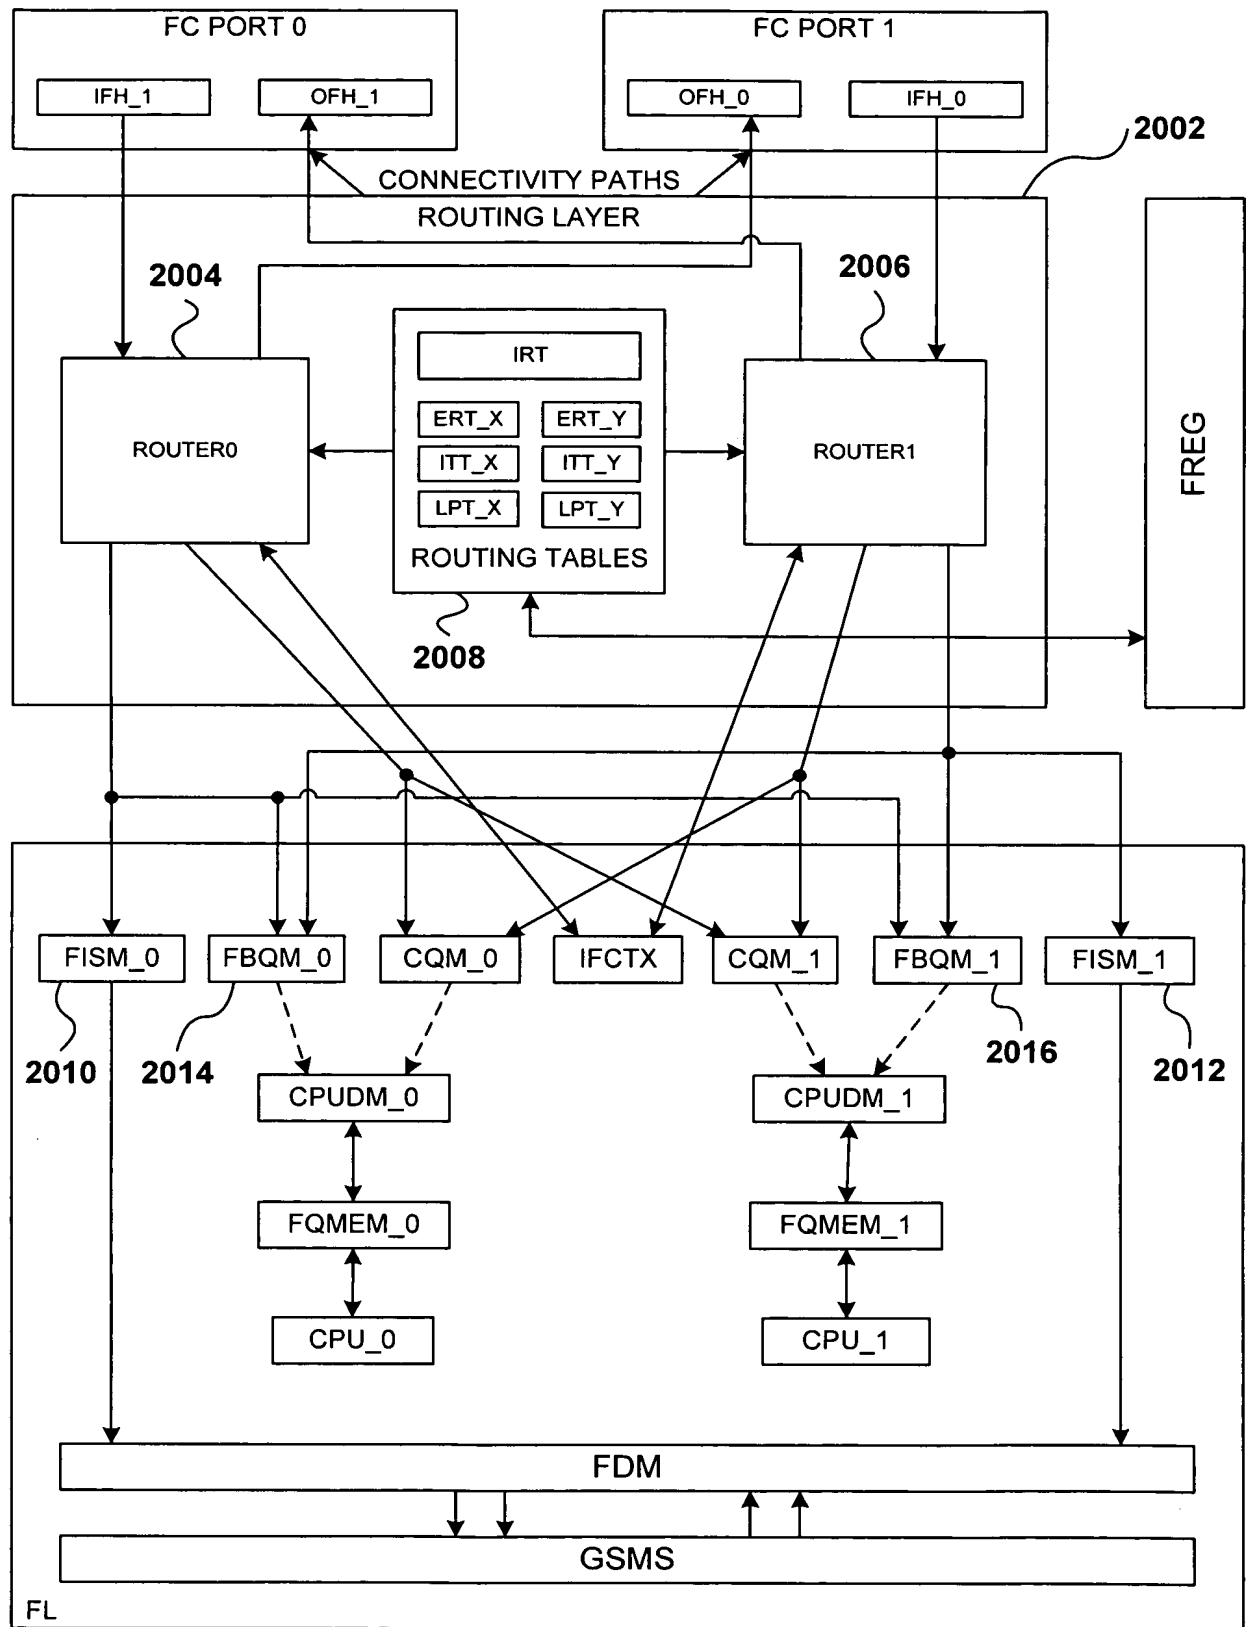 FC PORT 0
FC PORT 1
IFH_1
OFH_1
OFH_0
IFH_0
2002
CONNECTIVITY PATHS
ROUTING LAYER
2004
2006
IRT
ERT_X
ERT_Y
ROUTER0
ITT_X
ITT_Y
ROUTER1
LPT_X
LPT_Y
ROUTING TABLES
FREG
2008
FISM_0
FBQM_0
CQM_0
IFCTX
CQM_1
FBQM_1
FISM_1
2010
2014
2016
2012
CPUDM_0
CPUDM_1
FQMEM_0
FQMEM_1
CPU_0
CPU_1
FDM
GSMS
FL